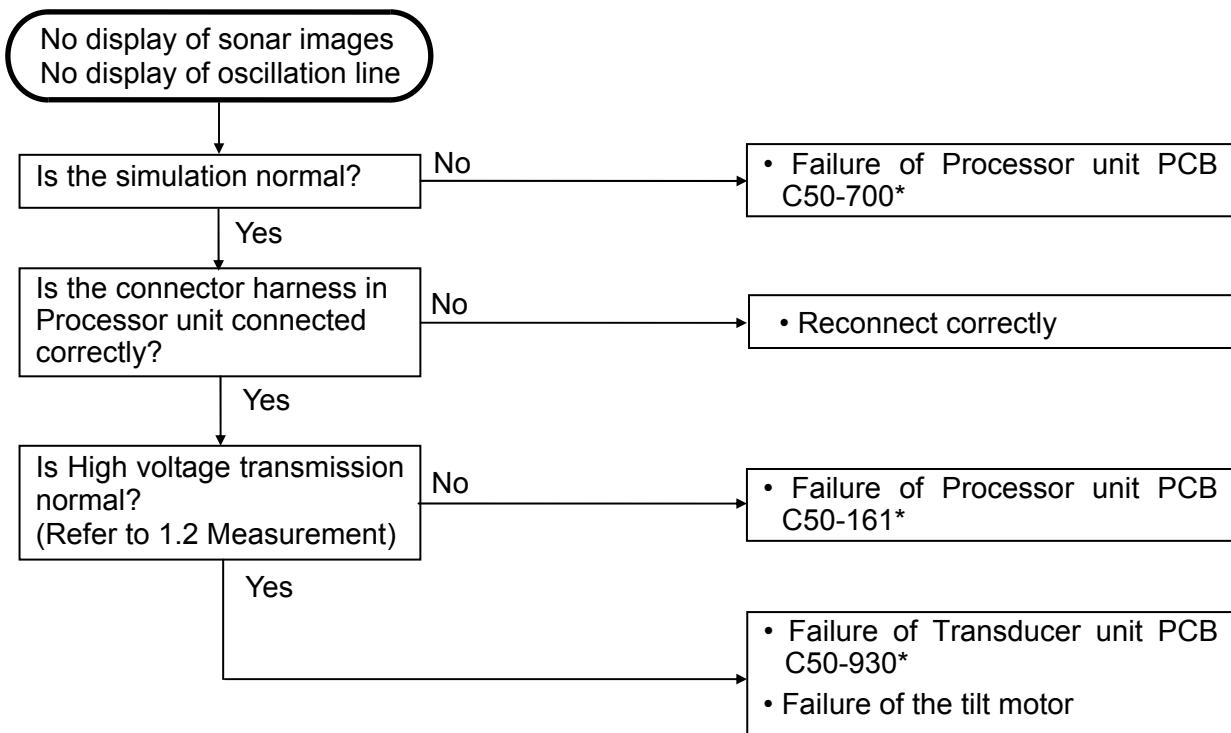 No display of sonar images
No display of oscillation line
Is the simulation normal?
No
• Failure of Processor unit PCB
C50-700*
Yes
Is the connector harness in
Processor unit connected
correctly?
No
• Reconnect correctly
Yes
Is High voltage transmission
normal?
(Refer to 1.2 Measurement)
No
• Failure of Processor unit PCB
C50-161*
Yes
• Failure of Transducer unit PCB
C50-930*
• Failure of the tilt motor